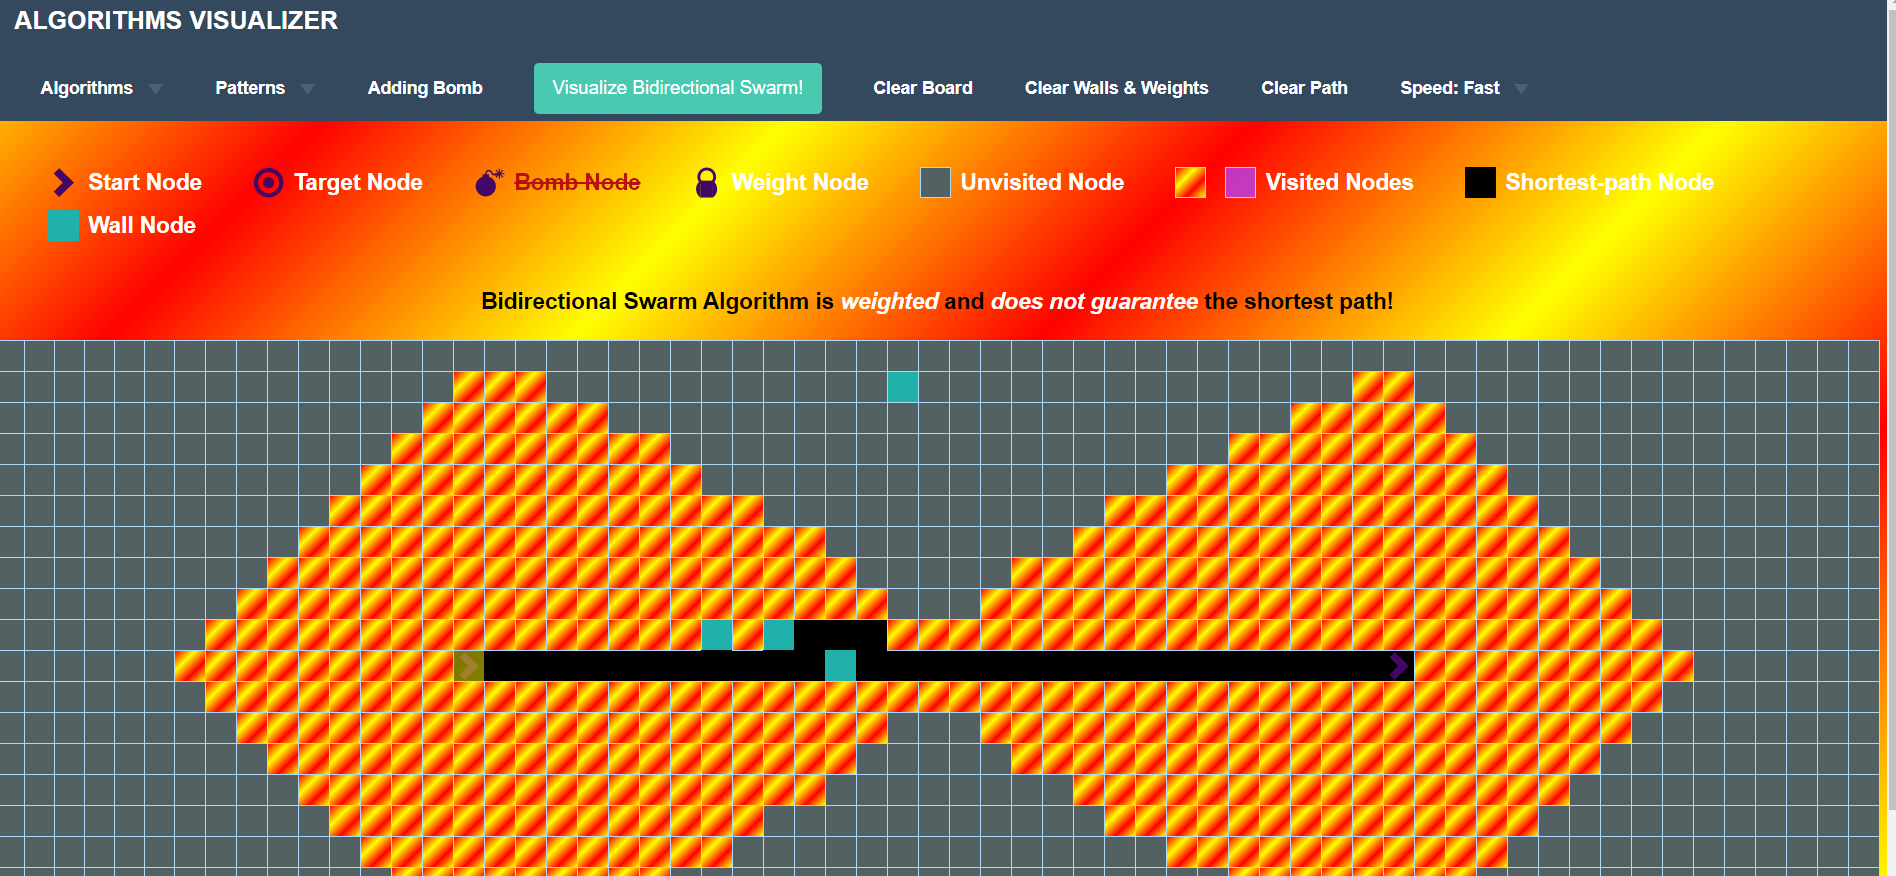 ALGORITHMS VISUALIZER
Algorithms Patterns Adding Bomb Visualize Bidirectional Swarm! Clear Board Clear Walls & Weights Clear Path Speed: Fast
Start Node Target Node Bomb Node Weight Node Unvisited Node Visited Nodes Shortest-path Node
Wall Node
Bidirectional Swarm Algorithm is weighted and does not guarantee the shortest path!